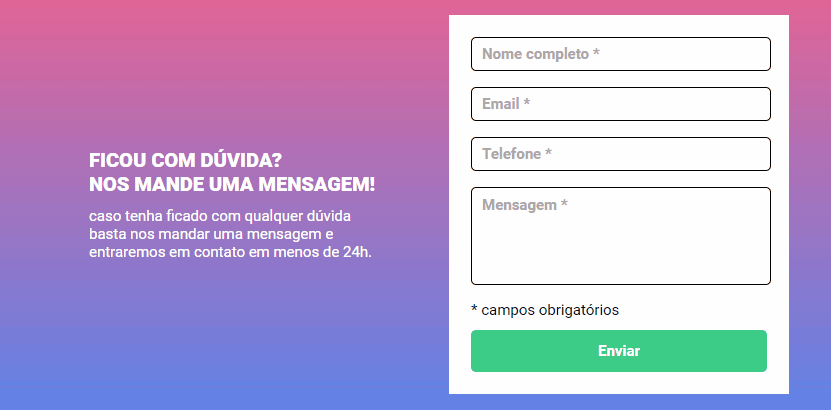 FICOU COM DÚVIDA?
NOS MANDE UMA MENSAGEM!
caso tenha ficado com qualquer dúvida
basta nos mandar uma mensagem e
entraremos em contato em menos de 24h.
Nome completo *
Email *
Telefone *
Mensagem *
* campos obrigatórios
Enviar